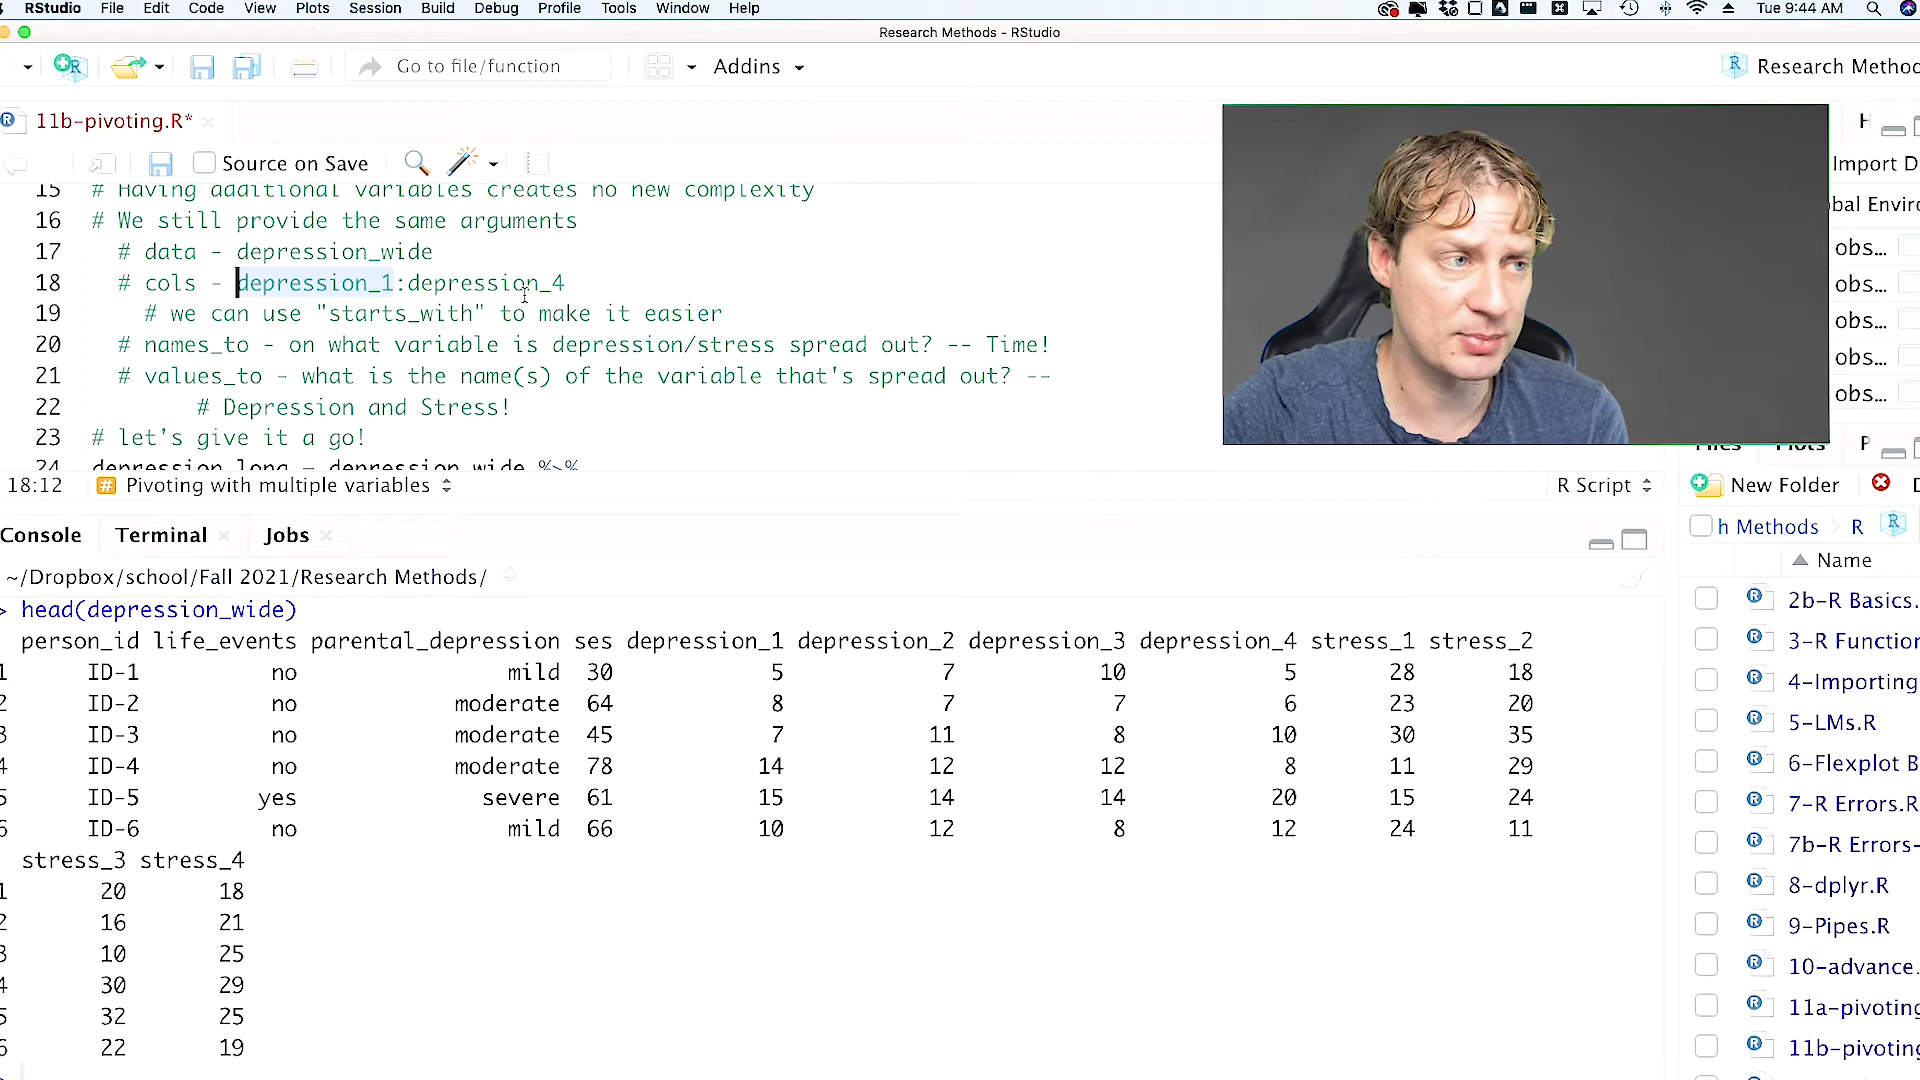 RStudio File Edit Code View Plots Session Build Debug Profile Tools Window Help Tue 9:44 AM
Research Methods - RStudio
Go to file/function Addins
11b-pivoting.R*
Source on Save
Import
15 # Having additional variables creates no new complexity
16 # We still provide the same arguments
17 # data - depression_wide
18 # cols - depression_1:depression_4
19 # we can use "starts_with" to make it easier
20 # names_to - on what variable is depression/stress spread out? -- Time!
21 # values_to - what is the name(s) of the variable that's spread out? --
22 # Depression and Stress!
23 # let's give it a go!
24 depression_long = depression_wide %>%
obs...
obs...
obs...
obs...
obs...
18:12 Pivoting with multiple variables R Script
Files Plots
New Folder
Console Terminal Jobs
h Methods R
Name
~/Dropbox/school/Fall 2021/Research Methods/
> head(depression_wide)
person_id life_events parental_depression ses depression_1 depression_2 depression_3 depression_4 stress_1 stress_2
1 ID-1 no mild 30 5 7 10 5 28 18
2 ID-2 no moderate 64 8 7 7 6 23 20
3 ID-3 no moderate 45 7 11 8 10 30 35
4 ID-4 no moderate 78 14 12 12 8 11 29
5 ID-5 yes severe 61 15 14 14 20 15 24
6 ID-6 no mild 66 10 12 8 12 24 11
stress_3 stress_4
1 20 18
2 16 21
3 10 25
4 30 29
5 32 25
6 22 19
2b-R Basics.
3-R Function
4-Importing
5-LMs.R
6-Flexplot B
7-R Errors.R
7b-R Errors-
8-dplyr.R
9-Pipes.R
10-advance.
11a-pivoting
11b-pivoting